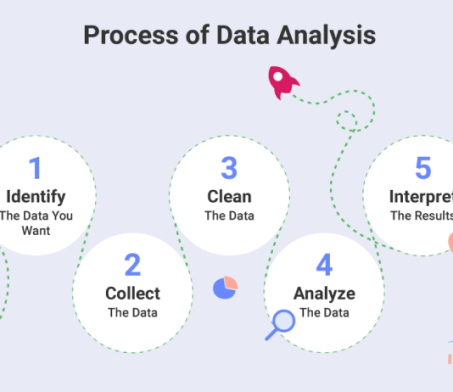 Process of Data Analysis
1
Identify
The Data You
Want
2
Collect
The Data
3
Clean
The Data
4
Analyze
The Data
5
Interpret
The Results